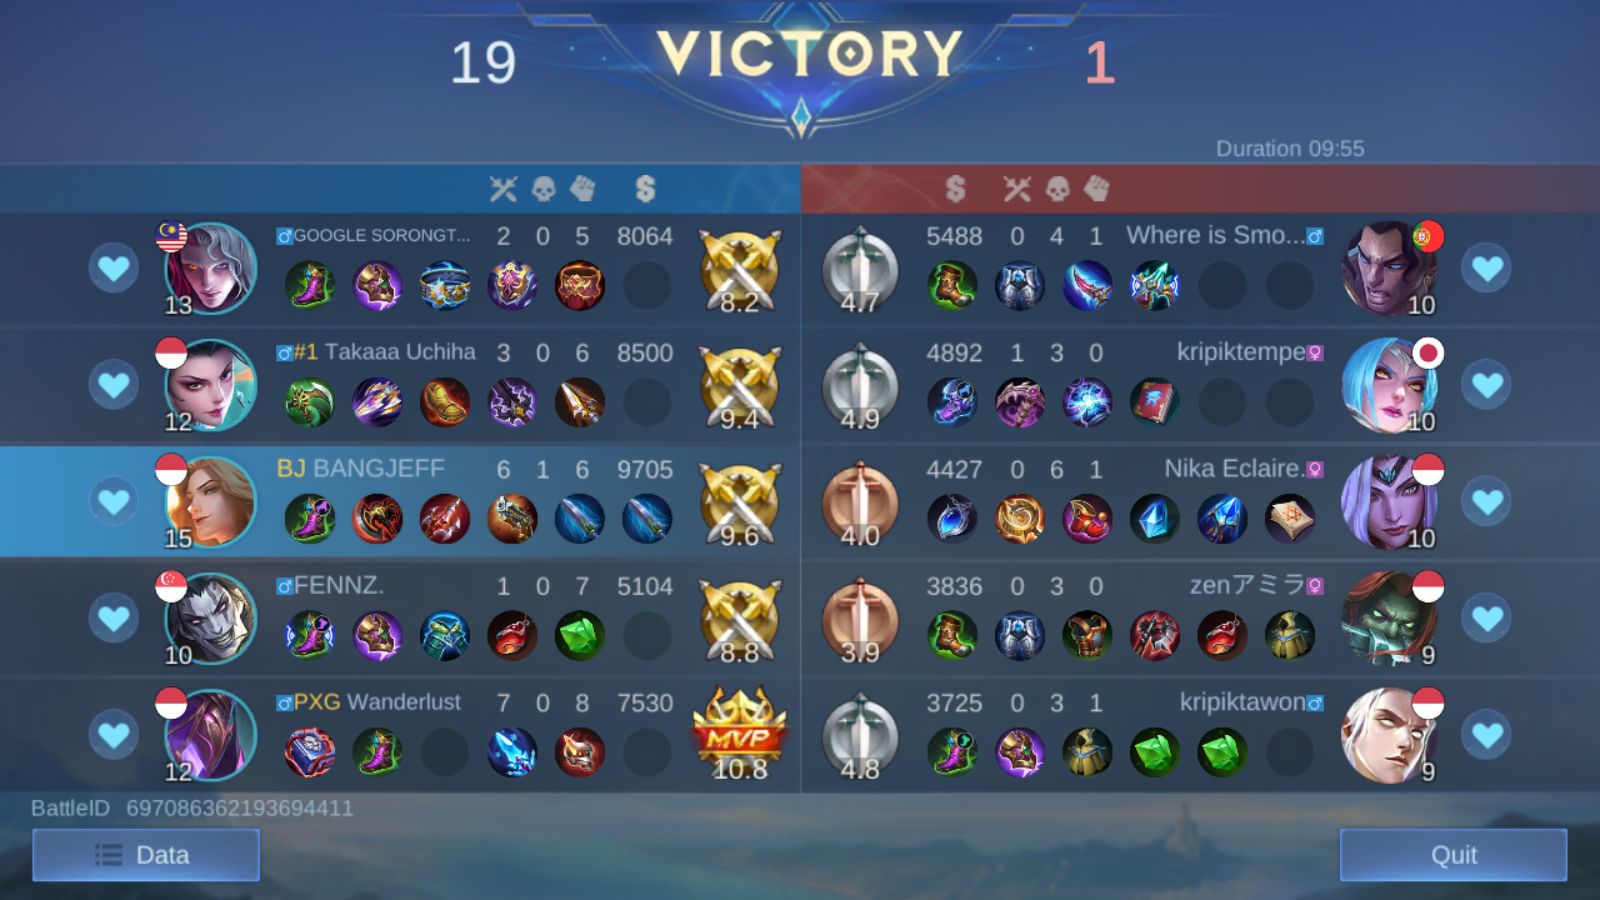 19 VICTORY 1
Duration 09:55
GOOGLE SORONGT... 2 0 5 8064
13 8.2
5488 0 4 1 Where is Smo...
4.7 10
#1 Takaaa Uchiha 3 0 6 8500
12 9.4
4892 1 3 0 kripiktempe
4.9 10
BJ BANGJEFF 6 1 6 9705
15 9.6
4427 0 6 1 Nika Eclaire.
4.0 10
FENNZ. 1 0 7 5104
10 8.8
3836 0 3 0 zenアミラ
3.9 9
PXG Wanderlust 7 0 8 7530
12 MVP 10.8
3725 0 3 1 kripiktawon
4.8 9
BattleID 697086362193694411
Data
Quit